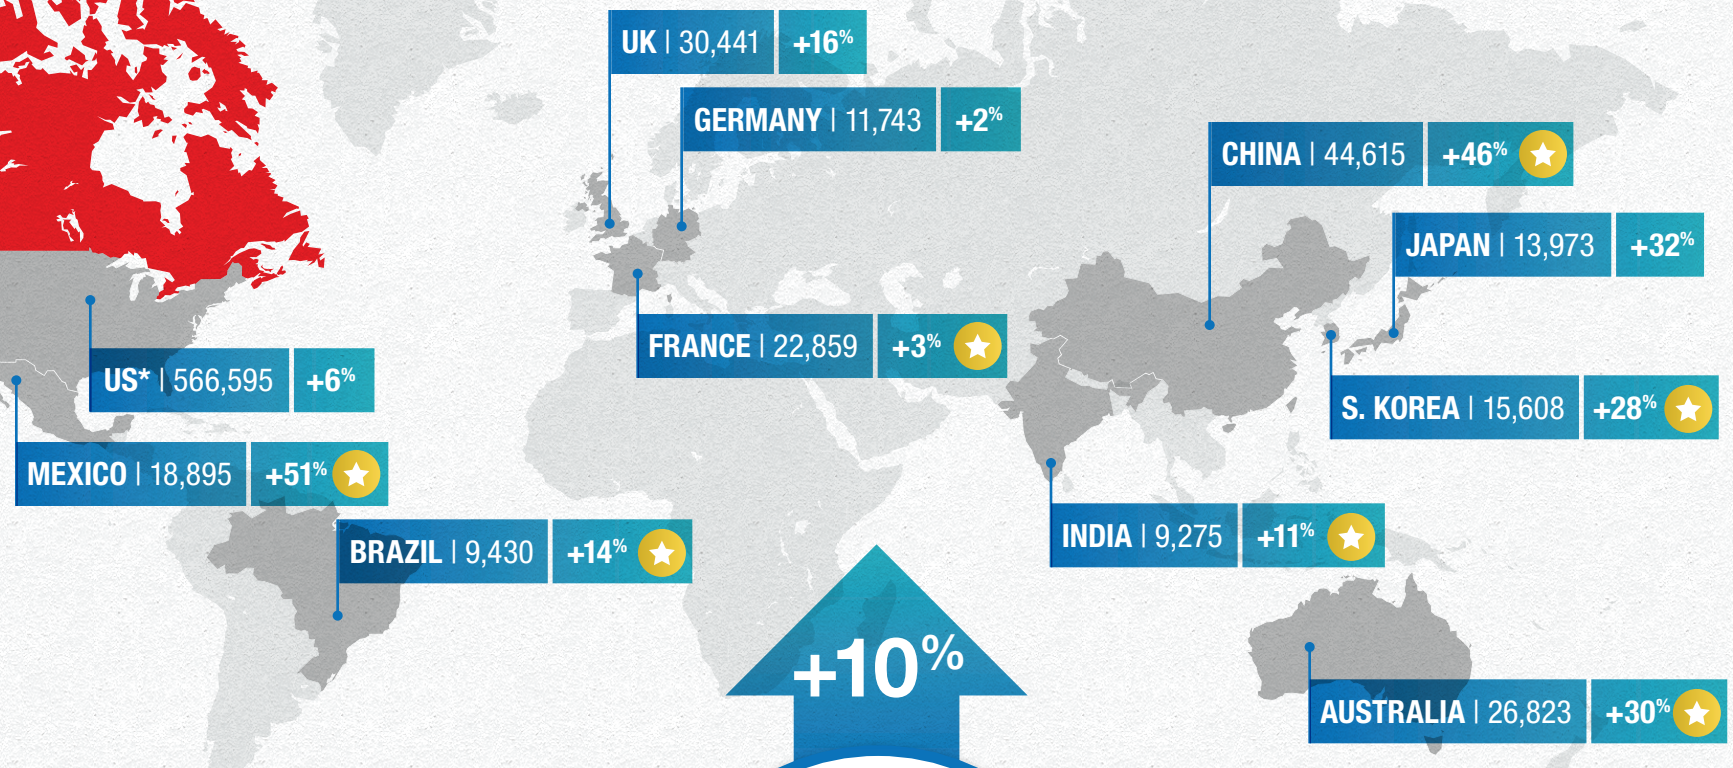 UK | 30,441 +16%
GERMANY | 11,743 +2%
CHINA | 44,615 +46%
JAPAN | 13,973 +32%
FRANCE | 22,859 +3%
US* | 566,595 +6%
S. KOREA | 15,608 +28%
MEXICO | 18,895 +51%
INDIA | 9,275 +11%
BRAZIL | 9,430 +14%
+10%
AUSTRALIA | 26,823 +30%